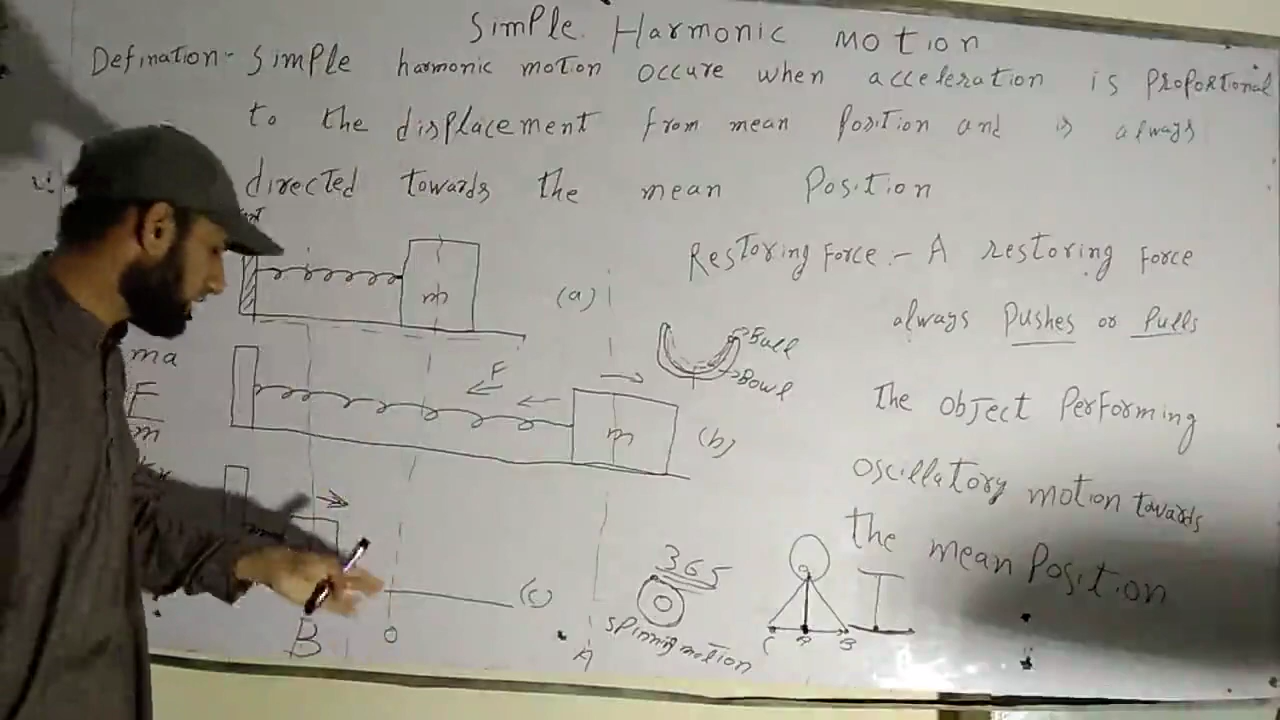 Simple Harmonic Motion
Defination- Simple harmonic motion occure when acceleration is proportional
to the displacement from mean position and is always
directed towards the mean position
Restoring Force:- A restoring force
always Pushes or Pulls
the object Performing
oscillatory motion towards
the mean Position
m
(a)
ma
F
m
F
m
(b)
Ball
Bowl
(c)
B
O
A
365
Spinning motion
C
A
B